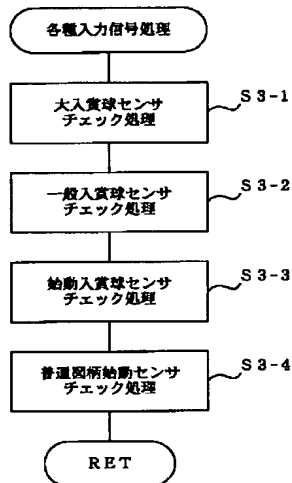 各種入力信号処理
大入賞球センサ
チェック処理
S3-1
一般入賞球センサ
チェック処理
S3-2
始動入賞球センサ
チェック処理
S3-3
普通図柄始動センサ
チェック処理
S3-4
RET